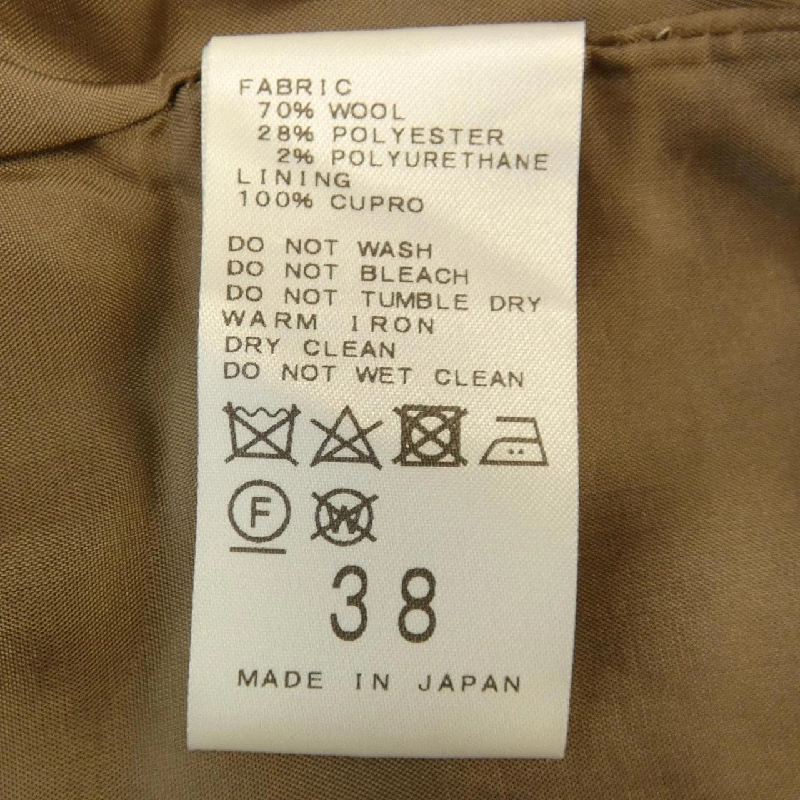 FABRIC
70% WOOL
28% POLYESTER
2% POLYURETHANE
LINING
100% CUPRO
DO NOT WASH
DO NOT BLEACH
DO NOT TUMBLE DRY
WARM IRON
DRY CLEAN
DO NOT WET CLEAN
F W
38
MADE IN JAPAN